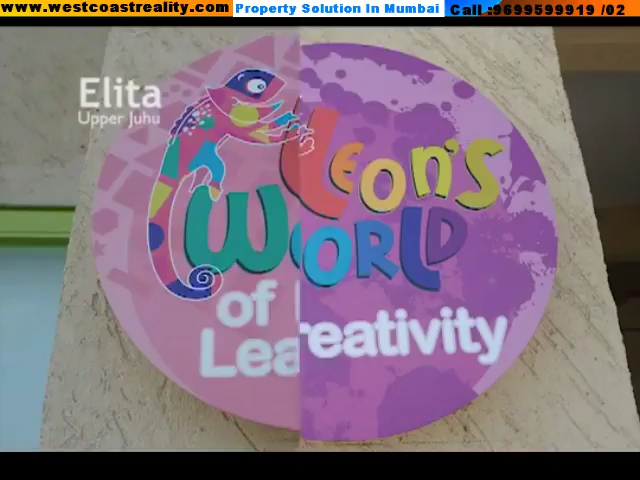 www.westcoastreality.com Property Solution In Mumbai Call :9699599919 /02
Elita
Upper Juhu
LEON'S
WORLD
of
Lea reativity